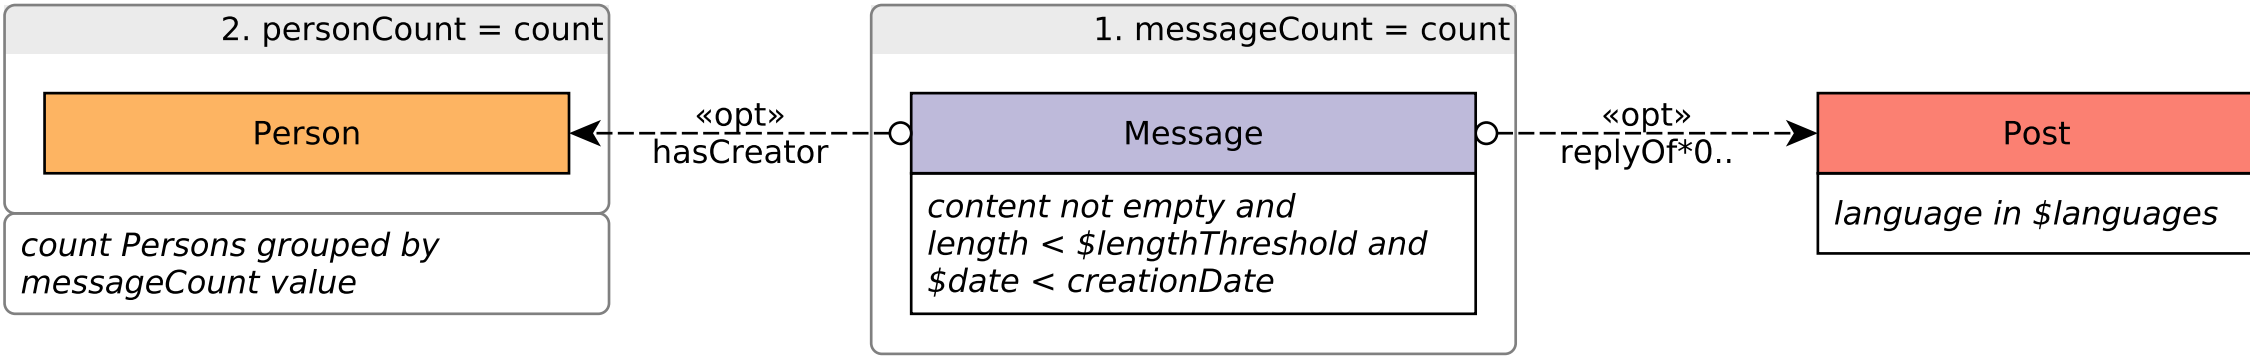 2. personCount = count
Person
count Persons grouped by
messageCount value
«opt»
hasCreator
1. messageCount = count
Message
content not empty and
length < $lengthThreshold and
$date < creationDate
«opt»
replyOf*0..
Post
language in $languages